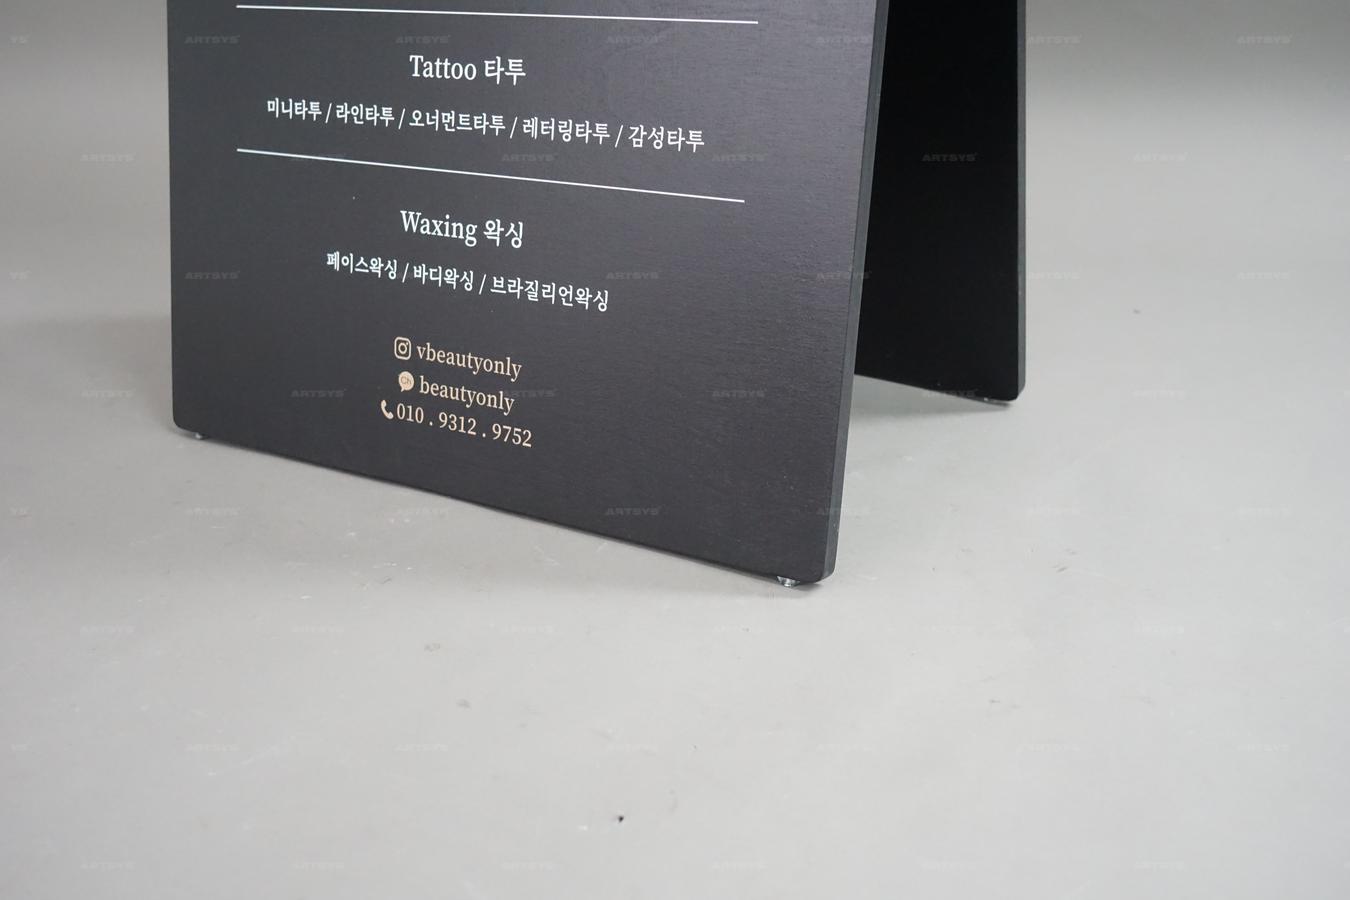 Tattoo 타투
미니타투 / 라인타투 / 오너먼트타투 / 레터링타투 / 감성타투
Waxing 왁싱
페이스왁싱 / 바디왁싱 / 브라질리언왁싱
vbeautyonly
Ch beautyonly
010 . 9312 . 9752
ARTSYS